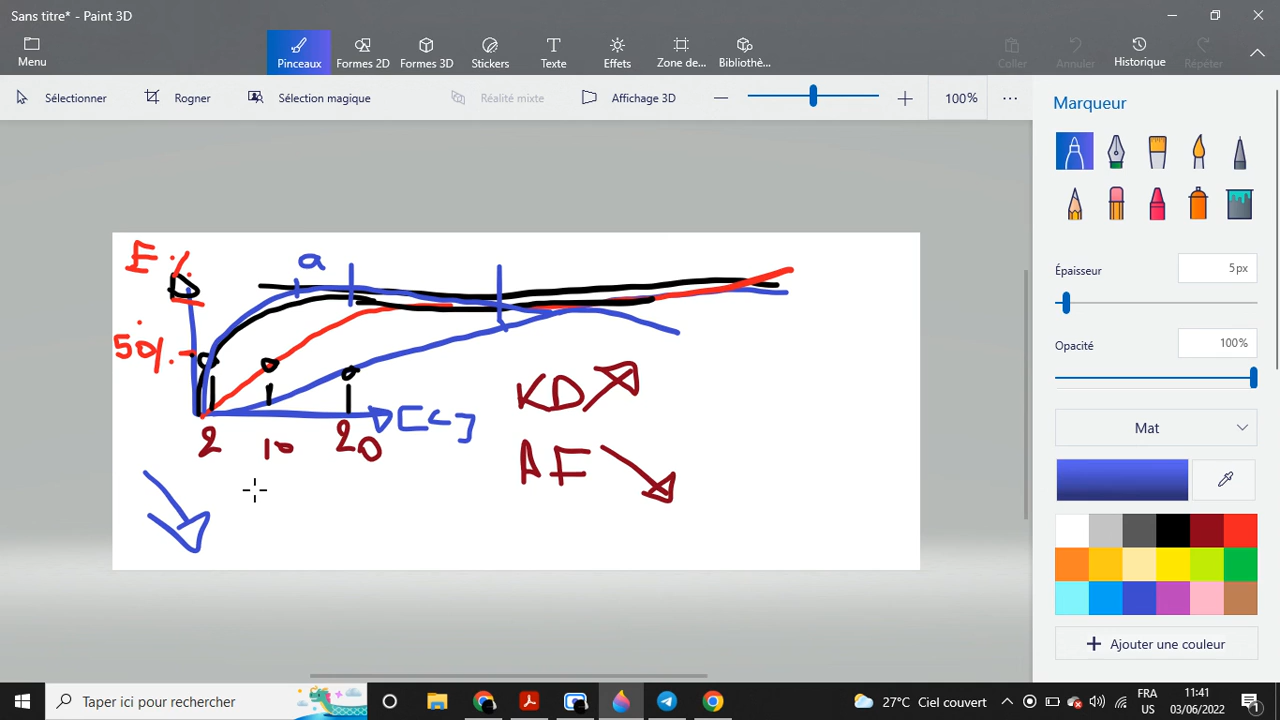 Sans titre* - Paint 3D
Menu
Pinceaux
Formes 2D
Formes 3D
Stickers
Texte
Effets
Zone de...
Bibliothè...
Coller
Annuler
Historique
Répéter
Sélectionner
Rogner
Sélection magique
Réalité mixte
Affichage 3D
100%
Marqueur
Épaisseur
5px
Opacité
100%
Mat
Ajouter une couleur
E %
a
50%
[C]
2 10 20
KD
AF
Taper ici pour rechercher
27°C Ciel couvert
FRA
US
11:41
03/06/2022
1